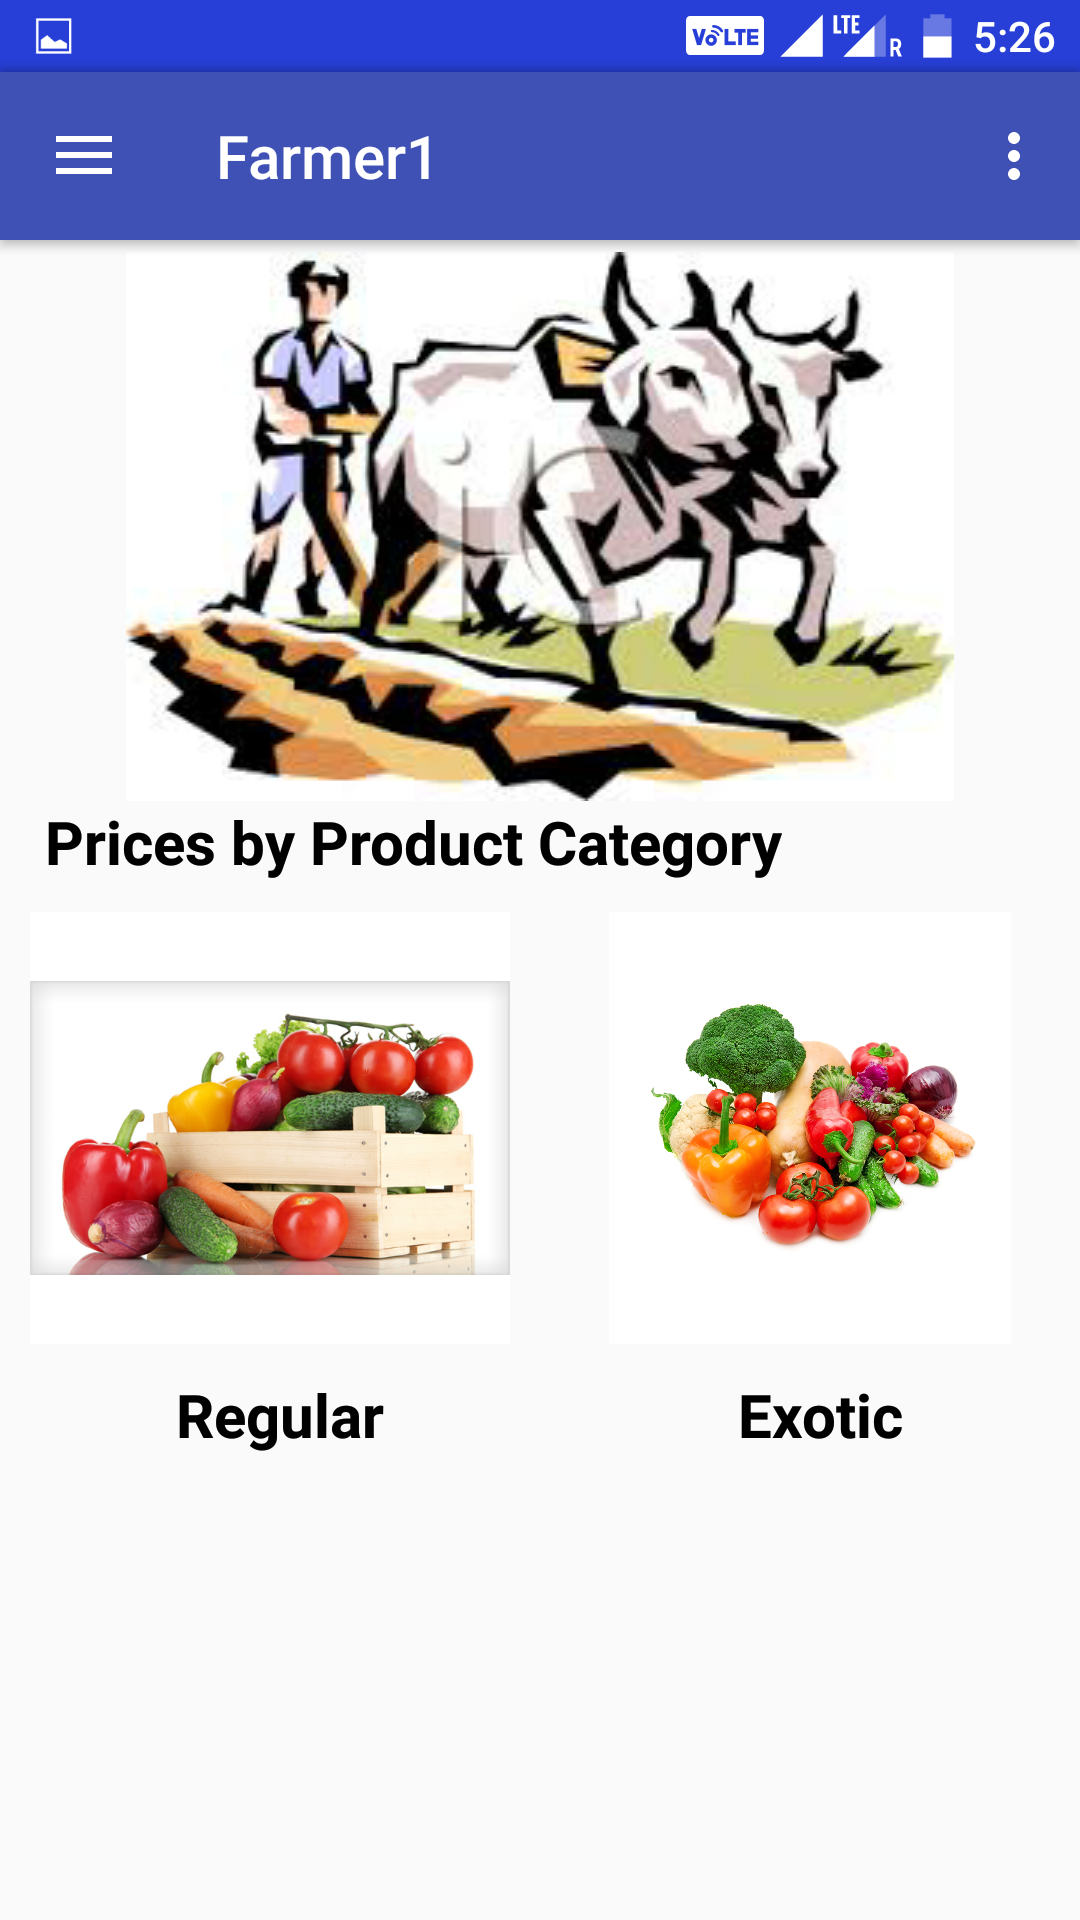 VoLTE LTE R 5:26
Farmer1
Prices by Product Category
Regular Exotic